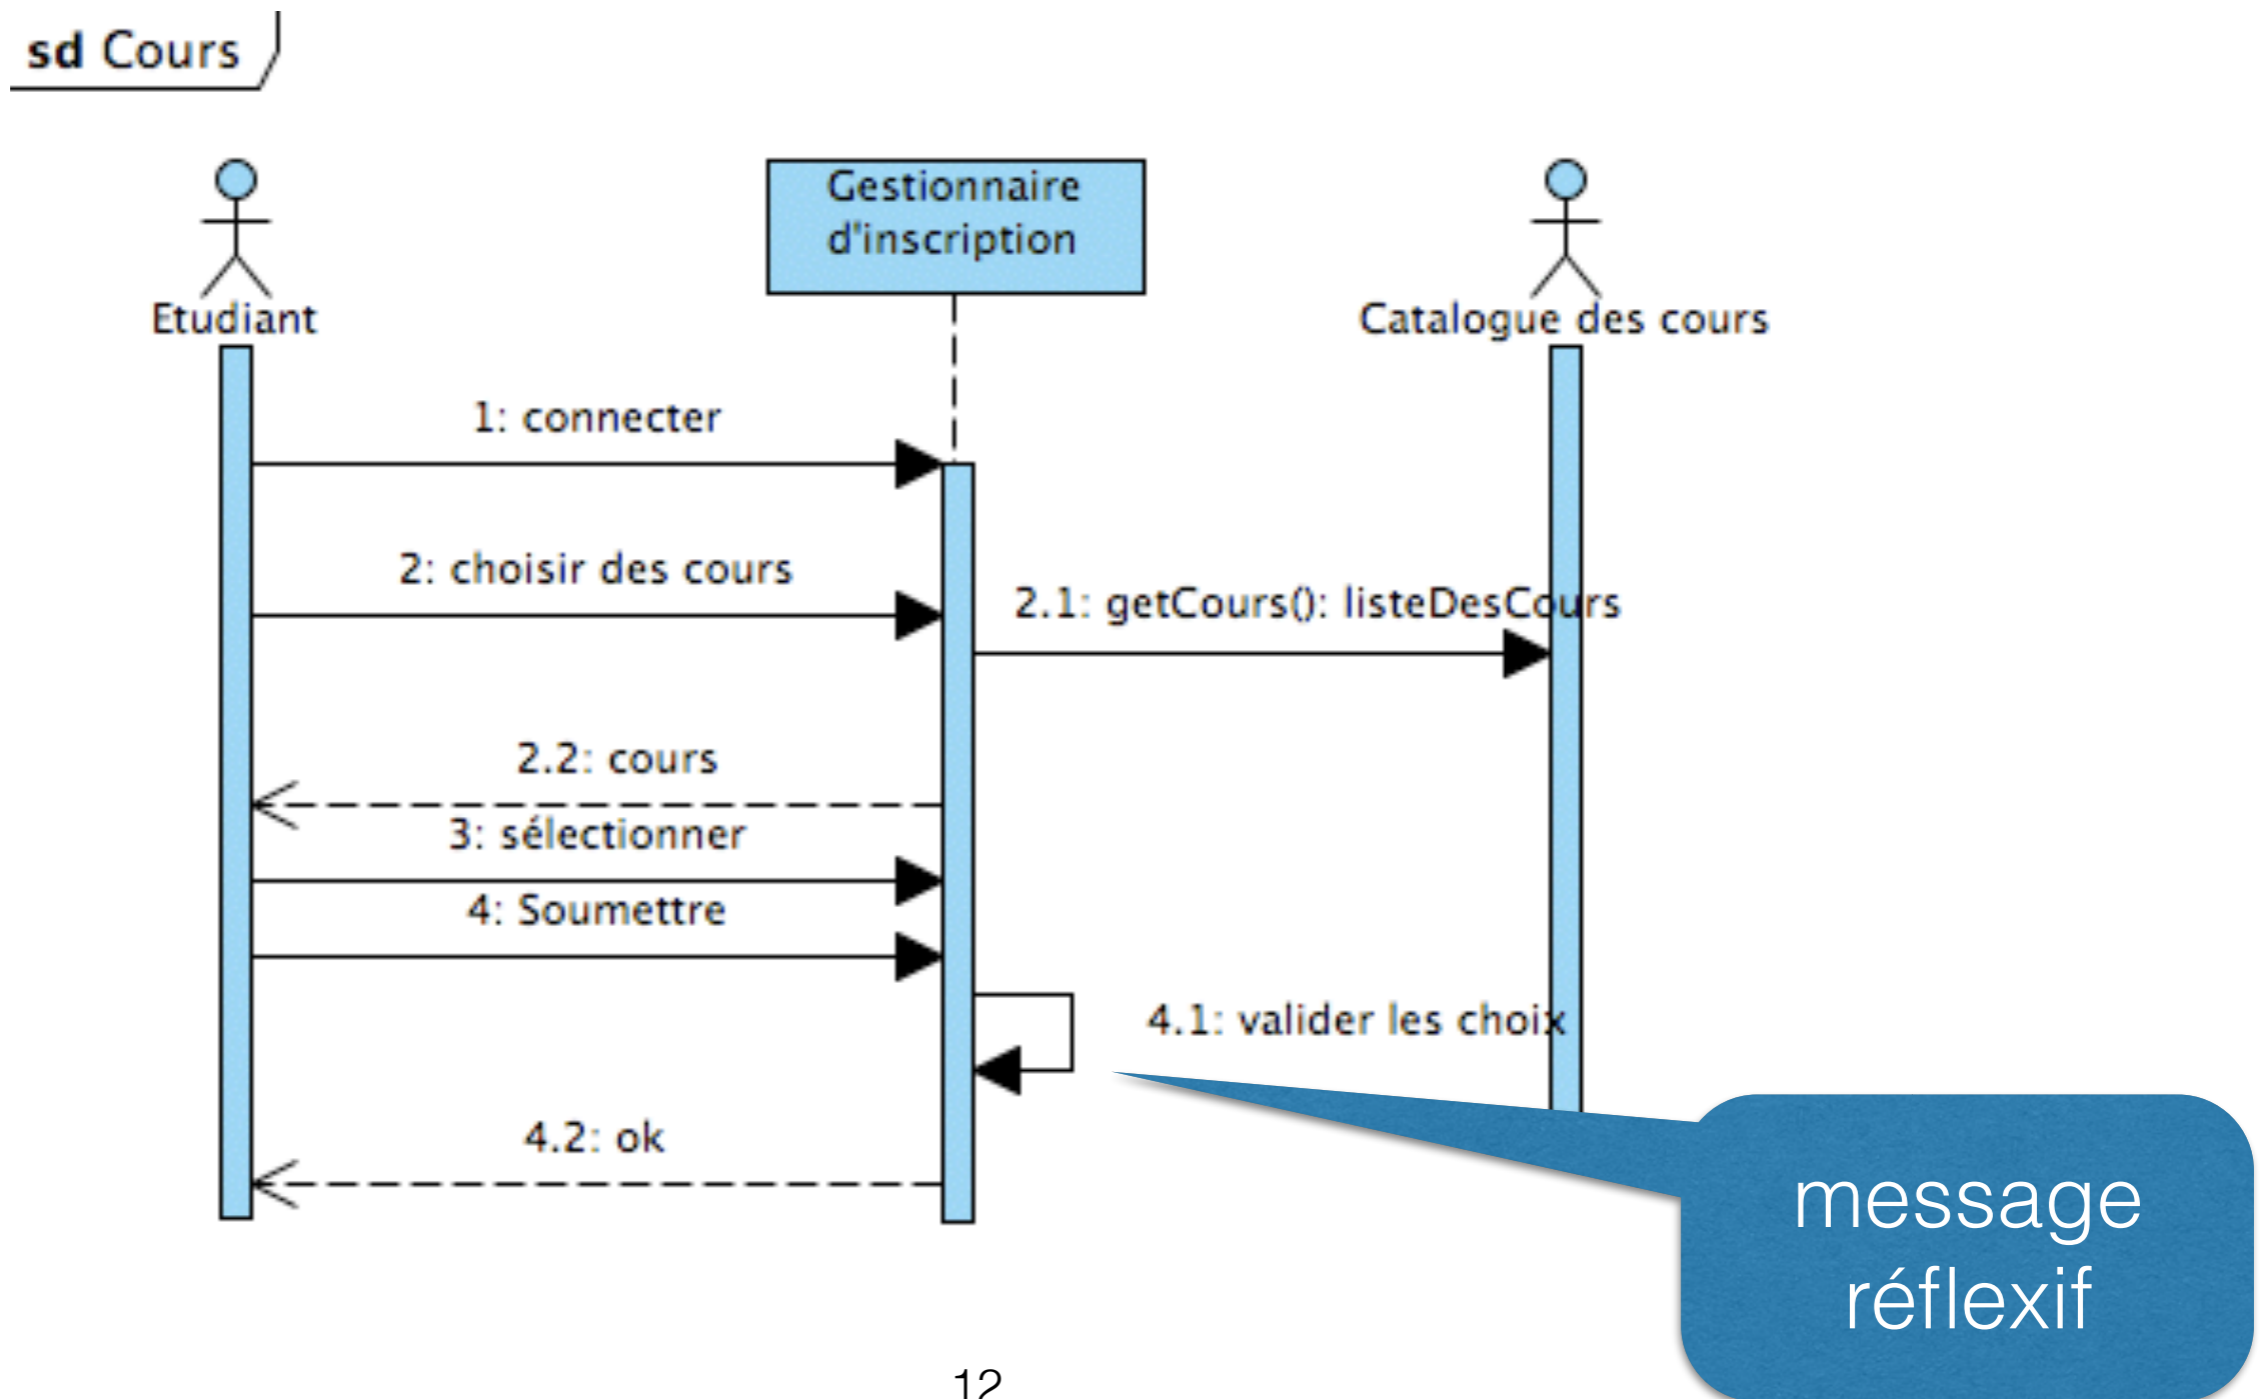 sd Cours
Gestionnaire
d'inscription
Etudiant
Catalogue des cours
1: connecter
2: choisir des cours
2.1: getCours(): listeDesCours
2.2: cours
3: sélectionner
4: Soumettre
4.1: valider les choix
4.2: ok
message
réflexif
12